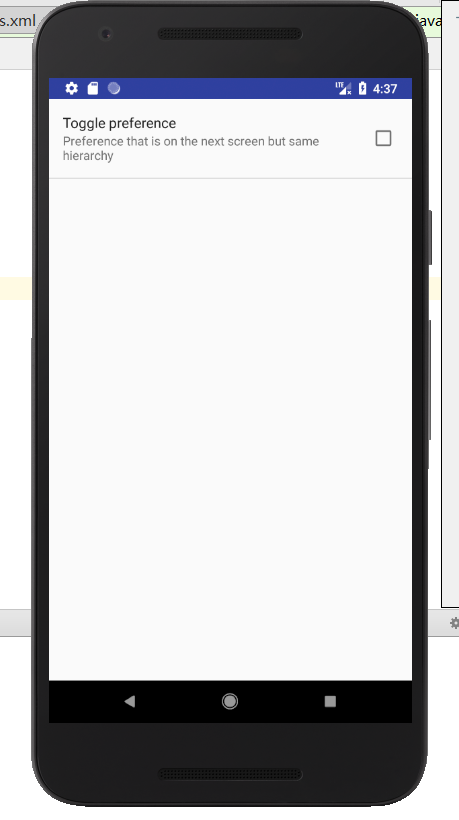 s.xml
java
LTE
4:37
Toggle preference
Preference that is on the next screen but same
hierarchy